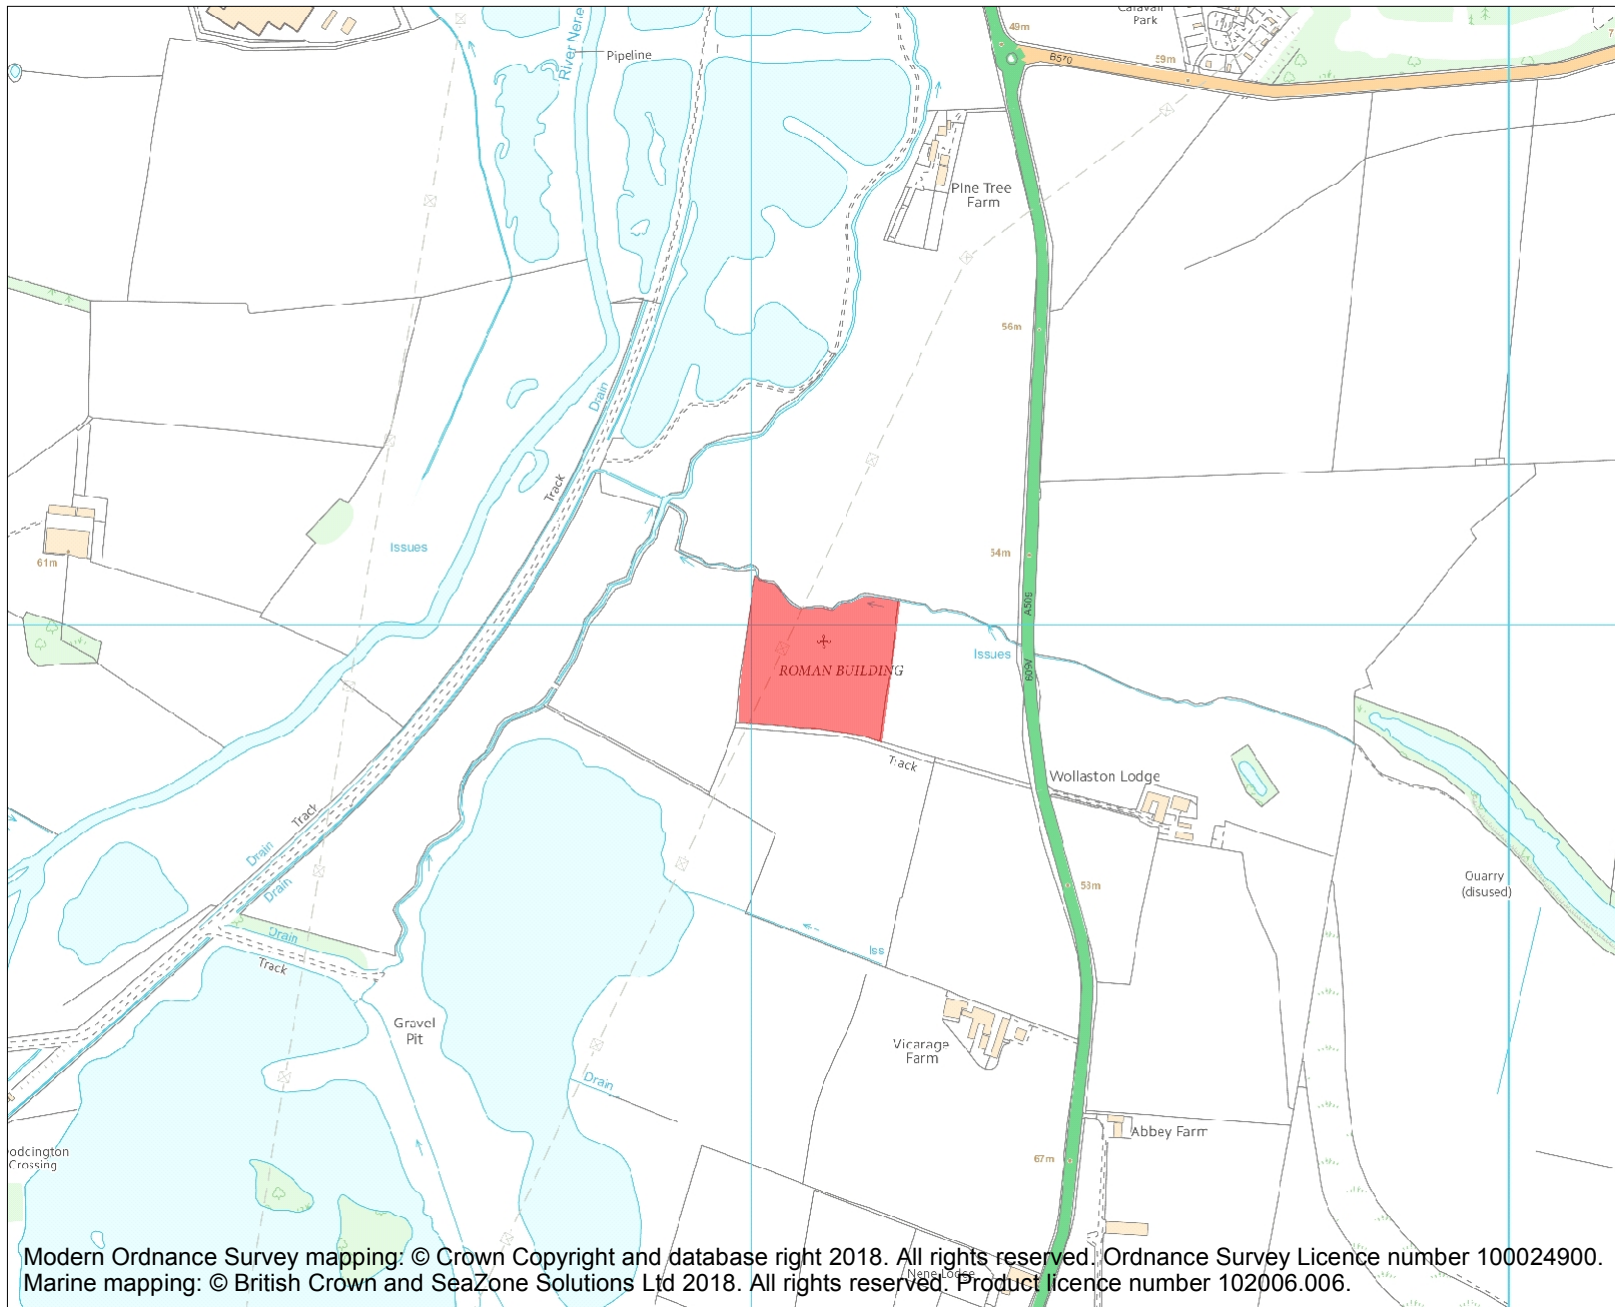 Caravan
Park
49m
B570
59m
River Nene
Pipeline
Pine Tree
Farm
56m
Drain
Track
Issues
61m
54m
A509
ROMAN BUILDING
Issues
A509
Track
Wollaston Lodge
Track
Drain
Drain
53m
Quarry
(disused)
Drain
Track
Iss
Gravel
Pit
Vicarage
Farm
Drain
Abbey Farm
odington
Crossing
67m
Nene Lodge
Modern Ordnance Survey mapping: © Crown Copyright and database right 2018. All rights reserved. Ordnance Survey Licence number 100024900.
Marine mapping: © British Crown and SeaZone Solutions Ltd 2018. All rights reserved. Product licence number 102006.006.